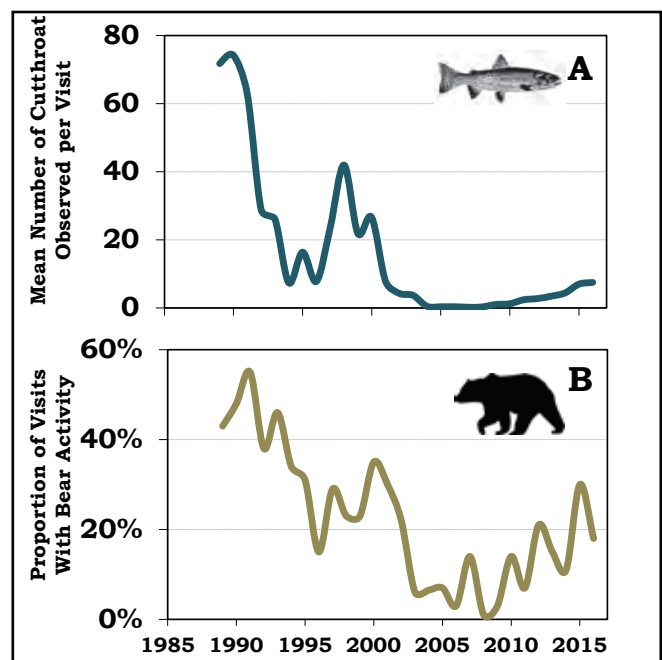 Mean Number of Cutthroat
Observed per Visit
80
60
40
20
0
A
1985 1990 1995 2000 2005 2010 2015
Proportion of Visits
With Bear Activity
60%
40%
20%
0%
B